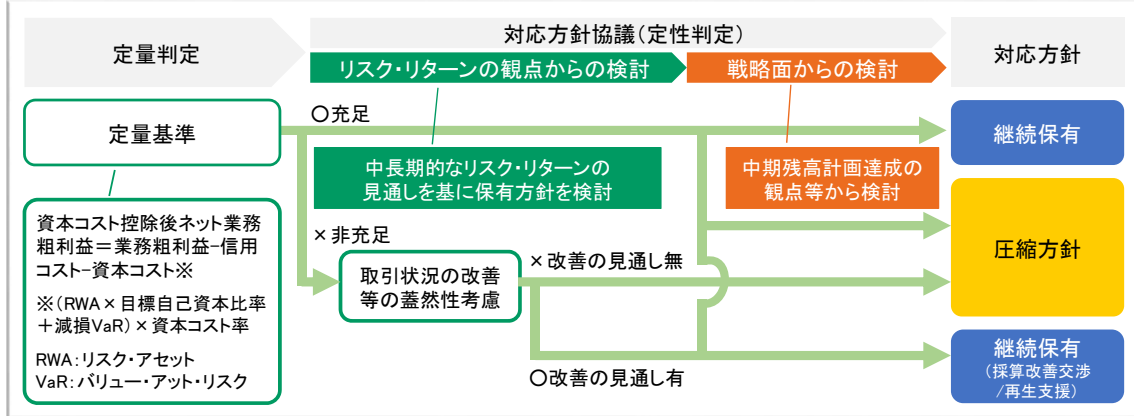 定量判定
対応方針協議(定性判定)
リスク・リターンの観点からの検討
戦略面からの検討
対応方針
定量基準
〇充足
継続保有
中長期的なリスク・リターンの
見通しを基に保有方針を検討
中期残高計画達成の
観点等から検討
資本コスト控除後ネット業務
粗利益＝業務粗利益-信用
コスト-資本コスト※
※(RWA×目標自己資本比率
＋減損VaR)×資本コスト率
RWA:リスク・アセット
VaR:バリュー・アット・リスク
×非充足
取引状況の改善
等の蓋然性考慮
×改善の見通し無
圧縮方針
〇改善の見通し有
継続保有
(採算改善交渉
/再生支援)